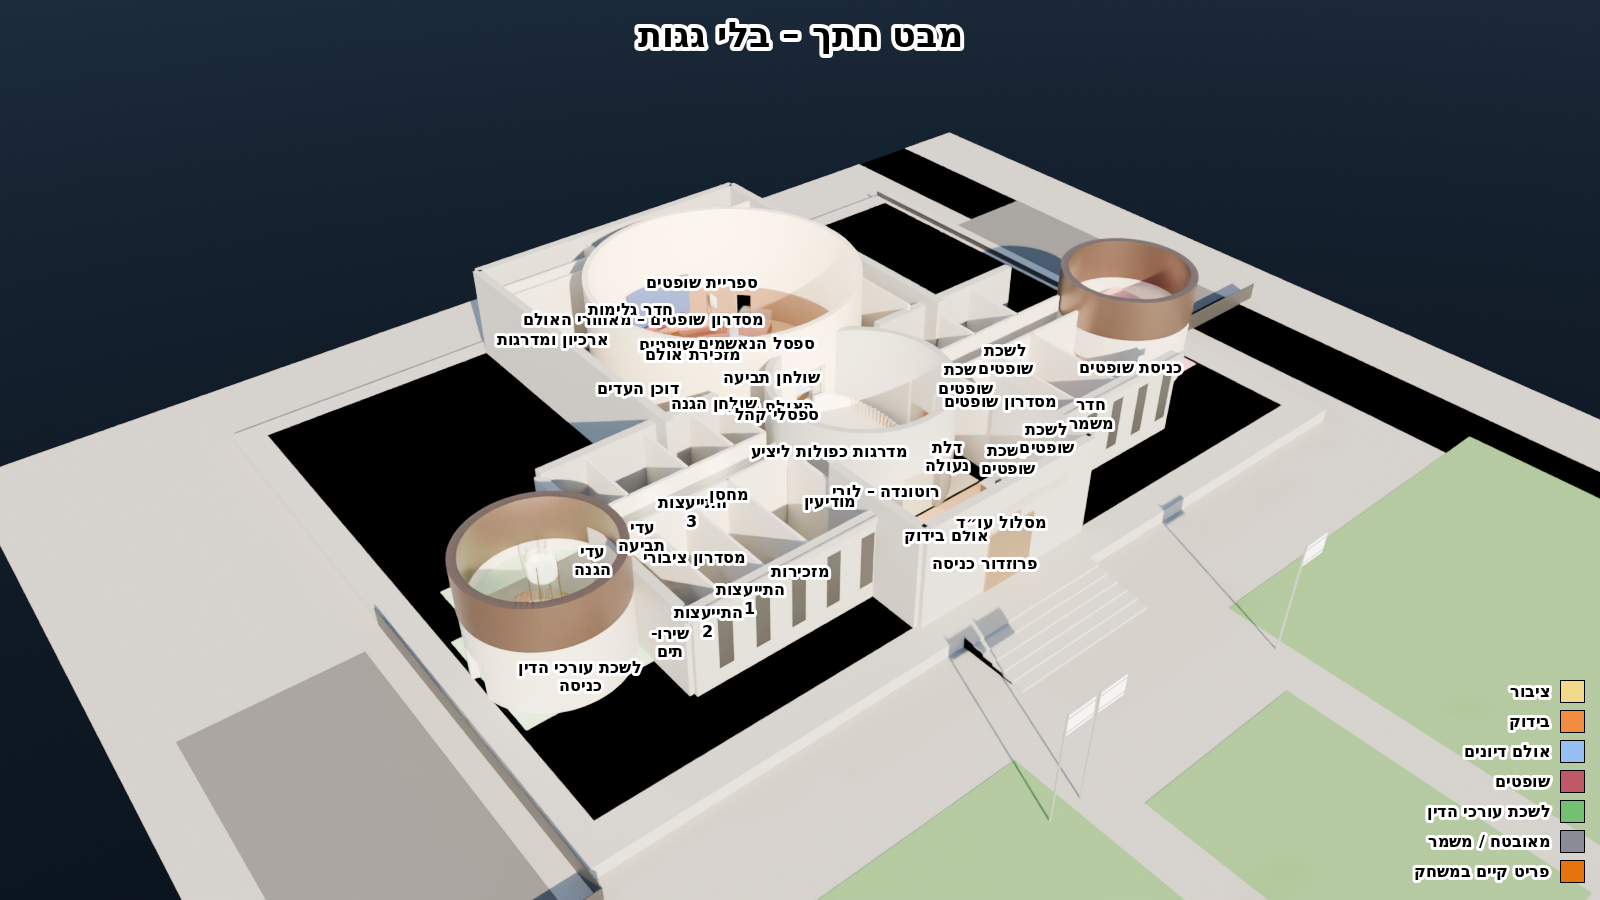 מבט חתך - בלי גגות
ספריית שופטים
חדר גלימות
מסדרון שופטים - מאחורי האולם
ארכיון ומדרגות
ספסל הנאשמים
שופטים
מזכירת אולם
שולחן תביעה
דוכן העדים
שולחן הגנה
האולם
ספסלי קהל
מדרגות כפולות ליציע
לשכת
שופטים
שופטים
מסדרון שופטים
כניסת שופטים
חדר
משמר
לשכת
שופטים
שופטים
דלת
נעולה
רוטונדה - לובי
מודיעין
מסלול עו״ד
אולם בידוק
פרוזדור כניסה
מחסן
התייעצות
3
עדי
תביעה
עדי
הגנה
מסדרון ציבורי
מזכירות
התייעצות
1
התייעצות
2
שירו-
תים
לשכת עורכי הדין
כניסה
ציבור
בידוק
אולם דיונים
שופטים
לשכת עורכי הדין
מאובטח / משמר
פריט קיים במשחק